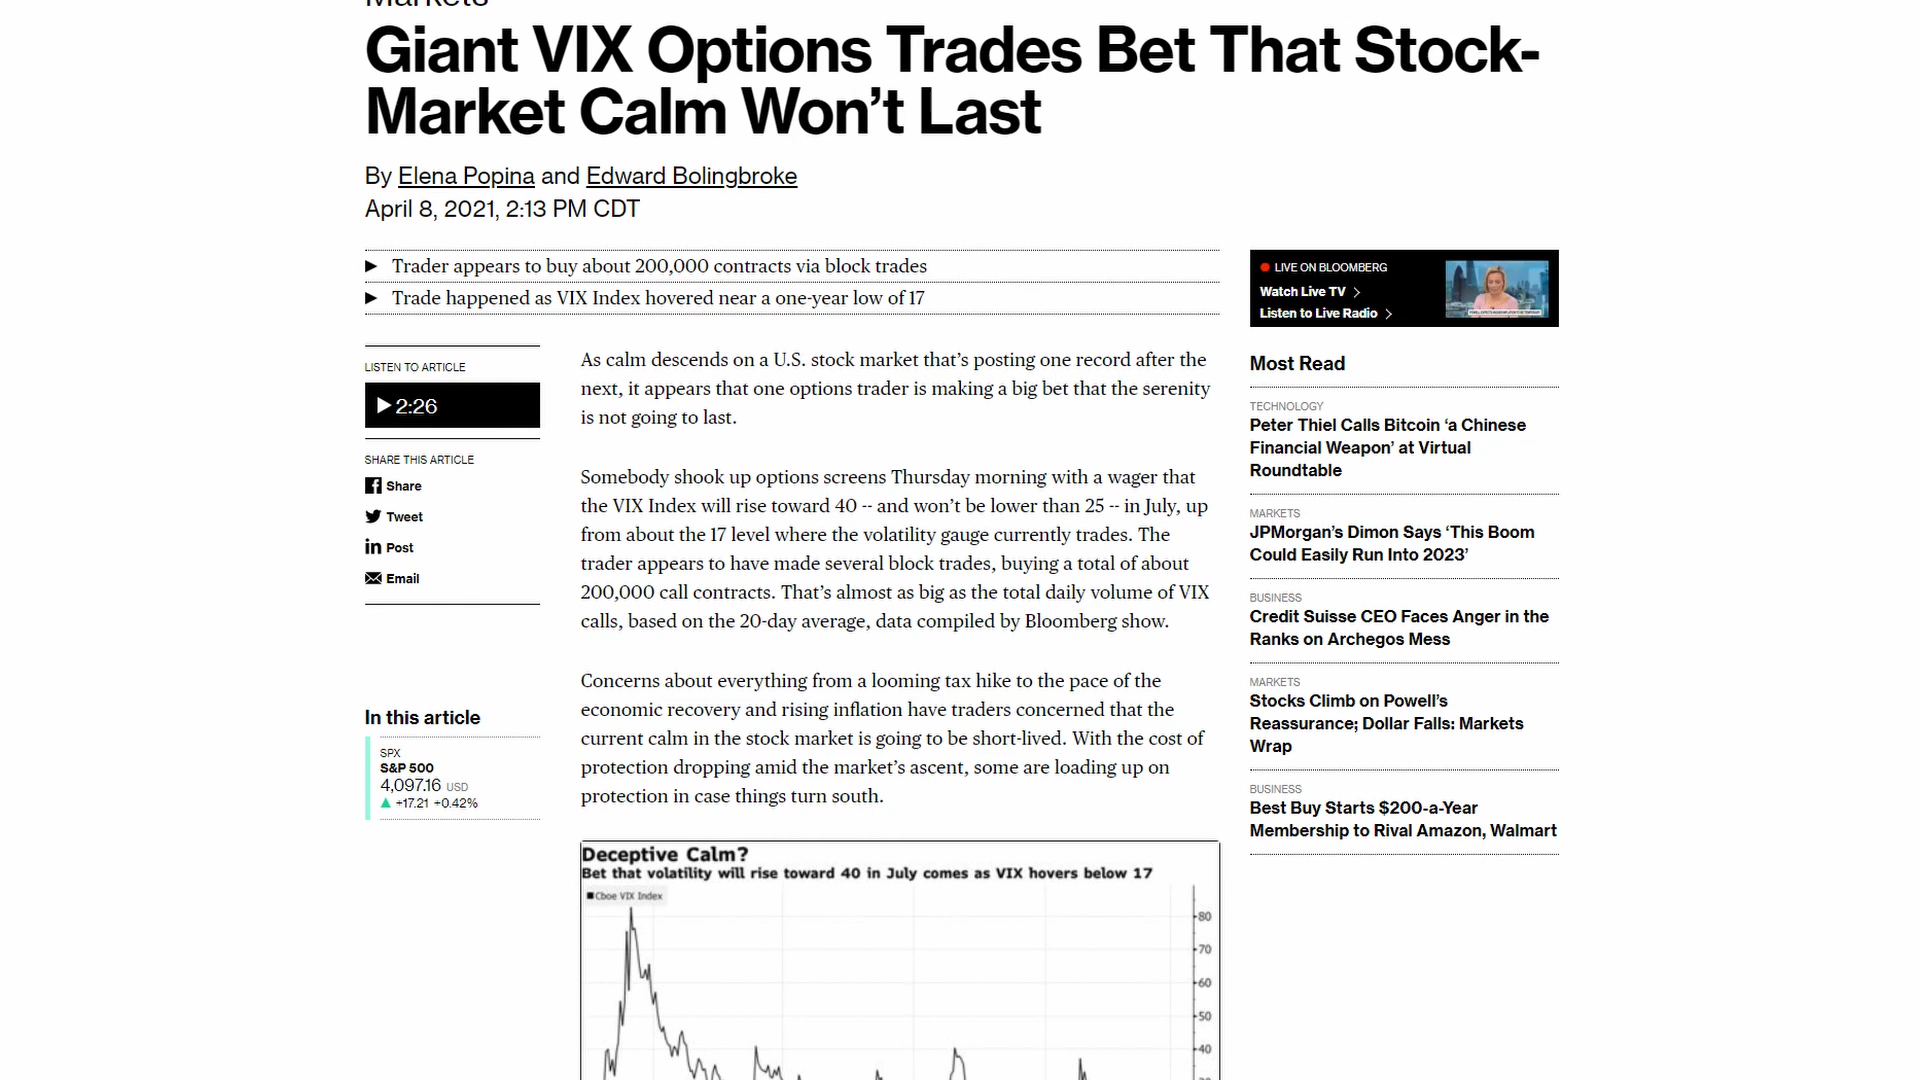 Markets
Giant VIX Options Trades Bet That Stock-
Market Calm Won’t Last
By Elena Popina and Edward Bolingbroke
April 8, 2021, 2:13 PM CDT
Trader appears to buy about 200,000 contracts via block trades
Trade happened as VIX Index hovered near a one-year low of 17
LISTEN TO ARTICLE
2:26
SHARE THIS ARTICLE
Share
Tweet
Post
Email
In this article
SPX
S&P 500
4,097.16 USD
+17.21 +0.42%
As calm descends on a U.S. stock market that’s posting one record after the
next, it appears that one options trader is making a big bet that the serenity
is not going to last.
Somebody shook up options screens Thursday morning with a wager that
the VIX Index will rise toward 40 -- and won’t be lower than 25 -- in July, up
from about the 17 level where the volatility gauge currently trades. The
trader appears to have made several block trades, buying a total of about
200,000 call contracts. That’s almost as big as the total daily volume of VIX
calls, based on the 20-day average, data compiled by Bloomberg show.
Concerns about everything from a looming tax hike to the pace of the
economic recovery and rising inflation have traders concerned that the
current calm in the stock market is going to be short-lived. With the cost of
protection dropping amid the market’s ascent, some are loading up on
protection in case things turn south.
Deceptive Calm?
Bet that volatility will rise toward 40 in July comes as VIX hovers below 17
Cboe VIX Index
80
70
60
50
40
LIVE ON BLOOMBERG
Watch Live TV
Listen to Live Radio
Most Read
TECHNOLOGY
Peter Thiel Calls Bitcoin ‘a Chinese
Financial Weapon’ at Virtual
Roundtable
MARKETS
JPMorgan’s Dimon Says ‘This Boom
Could Easily Run Into 2023’
BUSINESS
Credit Suisse CEO Faces Anger in the
Ranks on Archegos Mess
MARKETS
Stocks Climb on Powell’s
Reassurance; Dollar Falls: Markets
Wrap
BUSINESS
Best Buy Starts $200-a-Year
Membership to Rival Amazon, Walmart